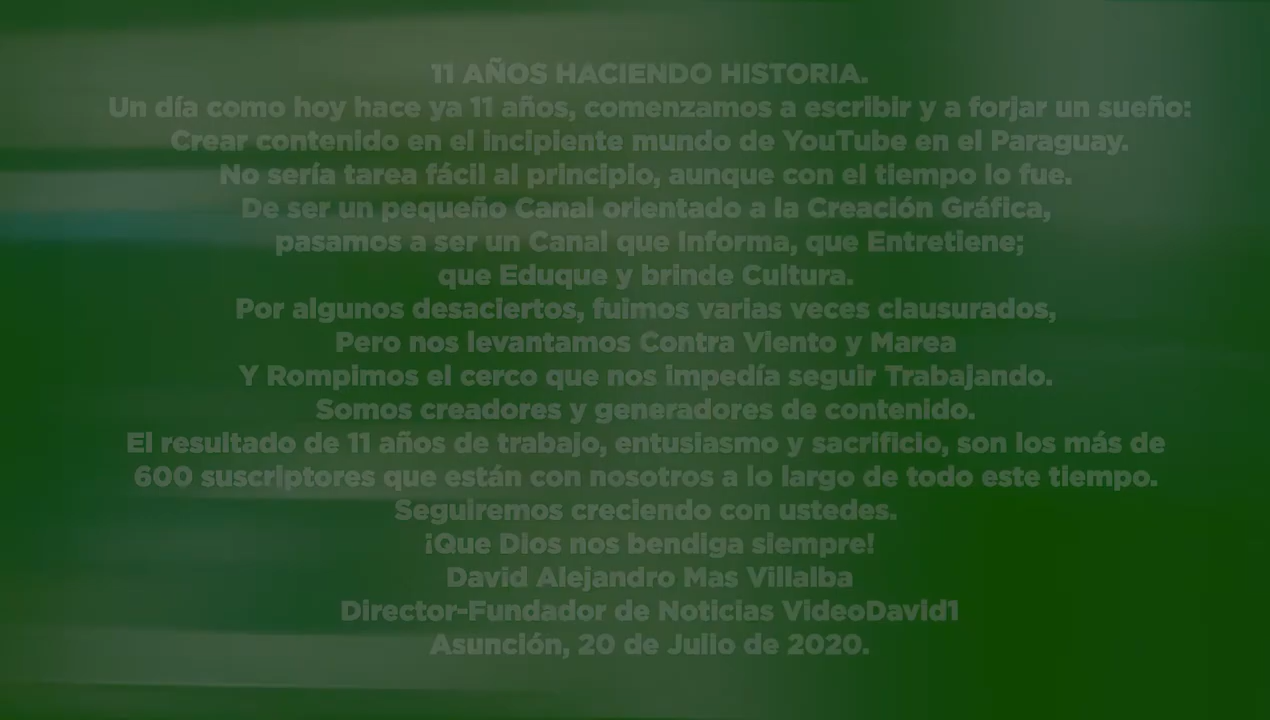 11 AÑOS HACIENDO HISTORIA.
Un día como hoy hace ya 11 años, comenzamos a escribir y a forjar un sueño:
Crear contenido en el incipiente mundo de YouTube en el Paraguay.
No sería tarea fácil al principio, aunque con el tiempo lo fue.
De ser un pequeño Canal orientado a la Creación Gráfica,
pasamos a ser un Canal que Informa, que Entretiene;
que Eduque y brinde Cultura.
Por algunos desaciertos, fuimos varias veces clausurados,
Pero nos levantamos Contra Viento y Marea
Y Rompimos el cerco que nos impedía seguir Trabajando.
Somos creadores y generadores de contenido.
El resultado de 11 años de trabajo, entusiasmo y sacrificio, son los más de
600 suscriptores que están con nosotros a lo largo de todo este tiempo.
Seguiremos creciendo con ustedes.
¡Que Dios nos bendiga siempre!
David Alejandro Mas Villalba
Director-Fundador de Noticias VideoDavid1
Asunción, 20 de Julio de 2020.